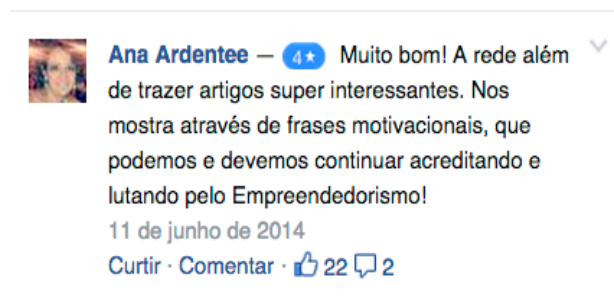 Ana Ardentee — 4★ Muito bom! A rede além
de trazer artigos super interessantes. Nos
mostra através de frases motivacionais, que
podemos e devemos continuar acreditando e
lutando pelo Empreendedorismo!
11 de junho de 2014
Curtir · Comentar · 22 2